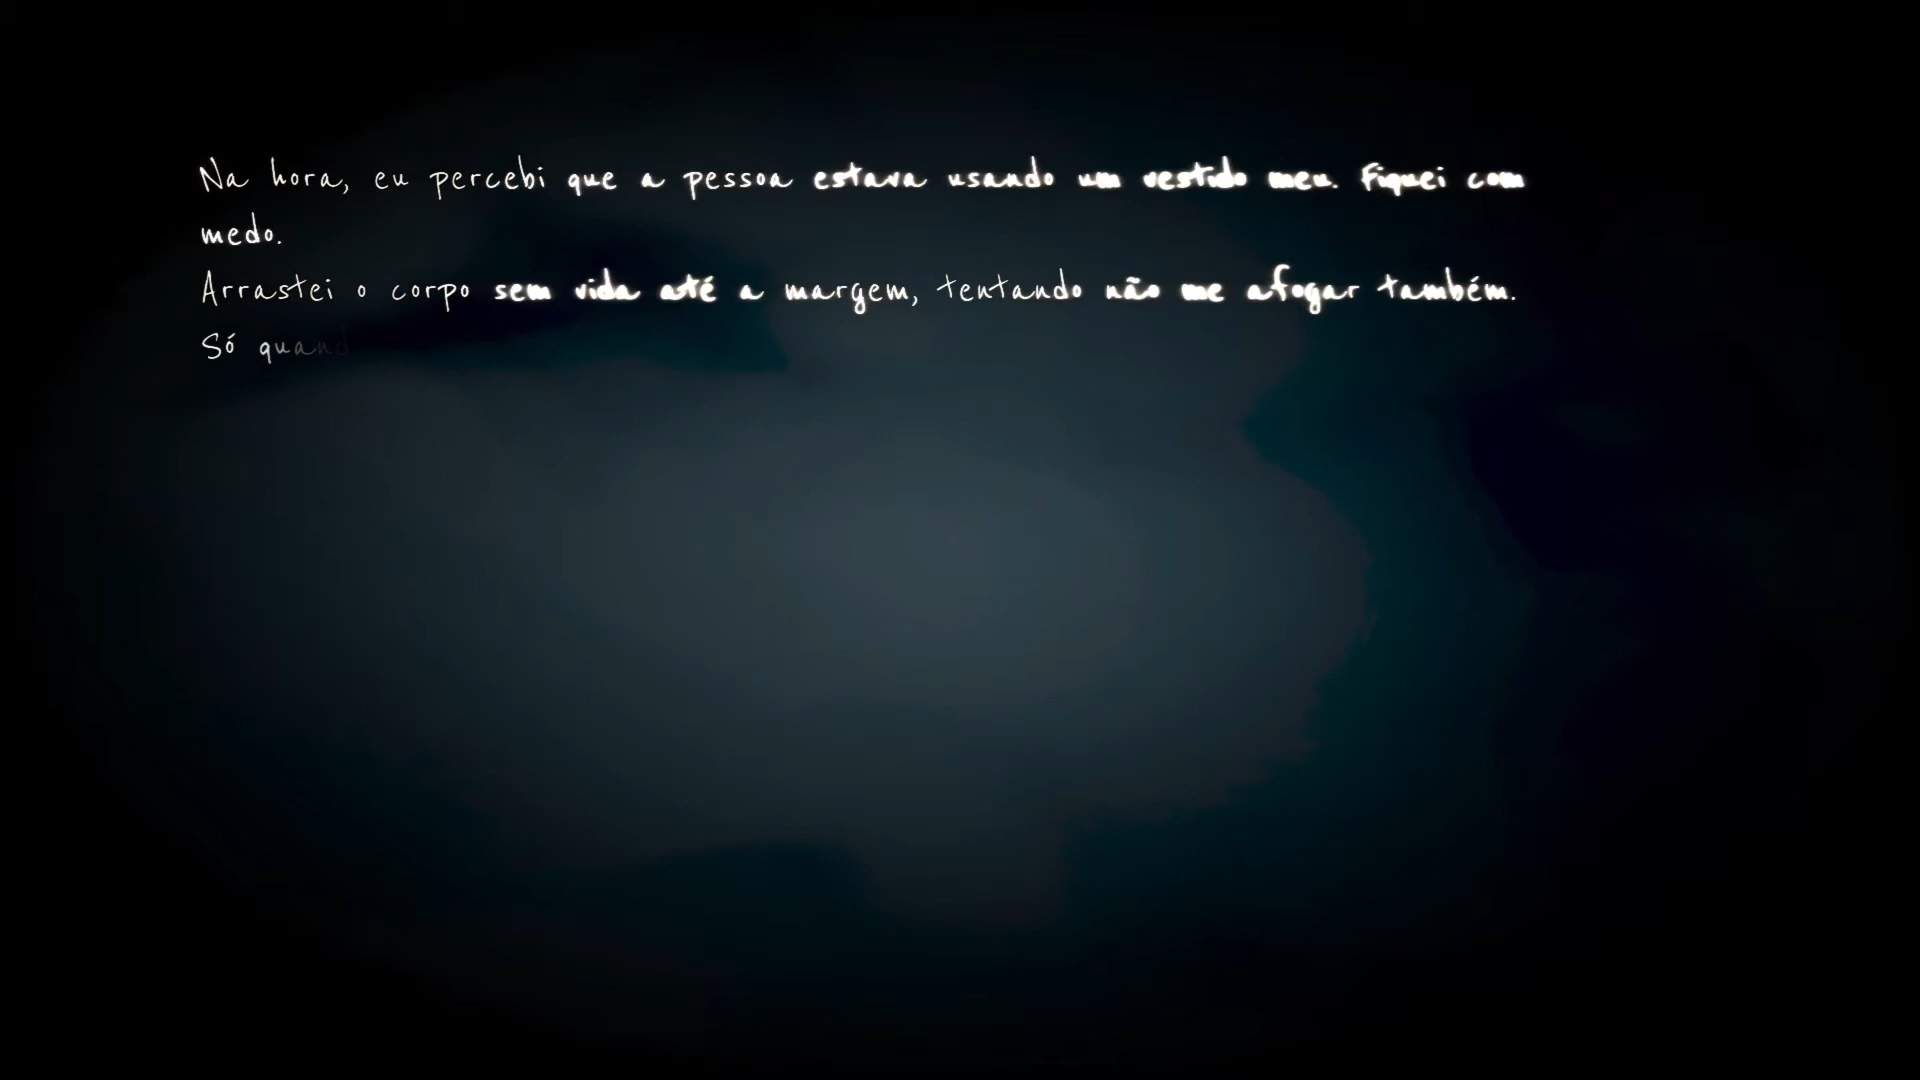 Na hora, eu percebi que a pessoa estava usando um vestido meu. Fiquei com
medo.
Arrastei o corpo sem vida até a margem, tentando não me afogar também.
Só quand